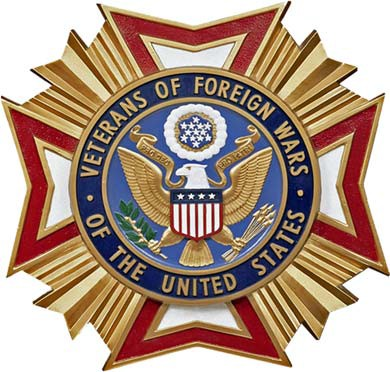 VETERANS OF FOREIGN WARS
· OF THE UNITED STATES ·